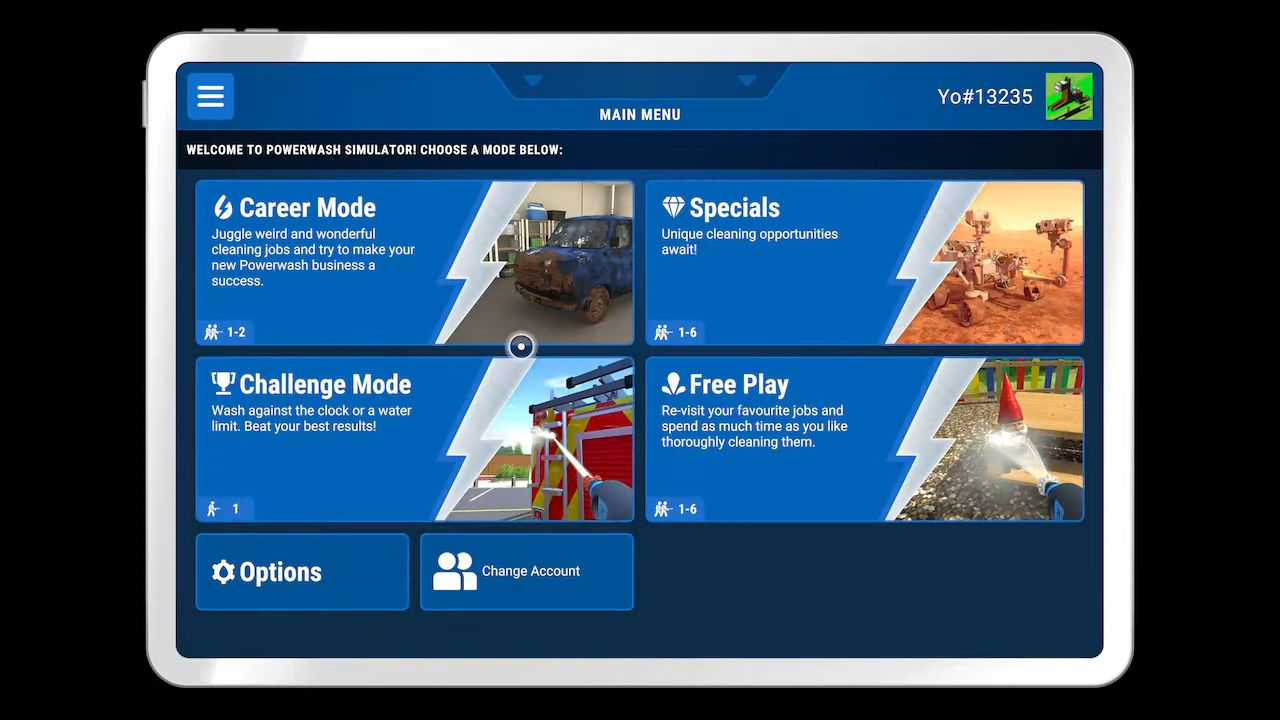 Yo#13235
MAIN MENU
WELCOME TO POWERWASH SIMULATOR! CHOOSE A MODE BELOW:
Career Mode
Juggle weird and wonderful
cleaning jobs and try to make your
new Powerwash business a
success.
1-2
Specials
Unique cleaning opportunities
await!
1-6
Challenge Mode
Wash against the clock or a water
limit. Beat your best results!
1
Free Play
Re-visit your favourite jobs and
spend as much time as you like
thoroughly cleaning them.
1-6
Options
Change Account